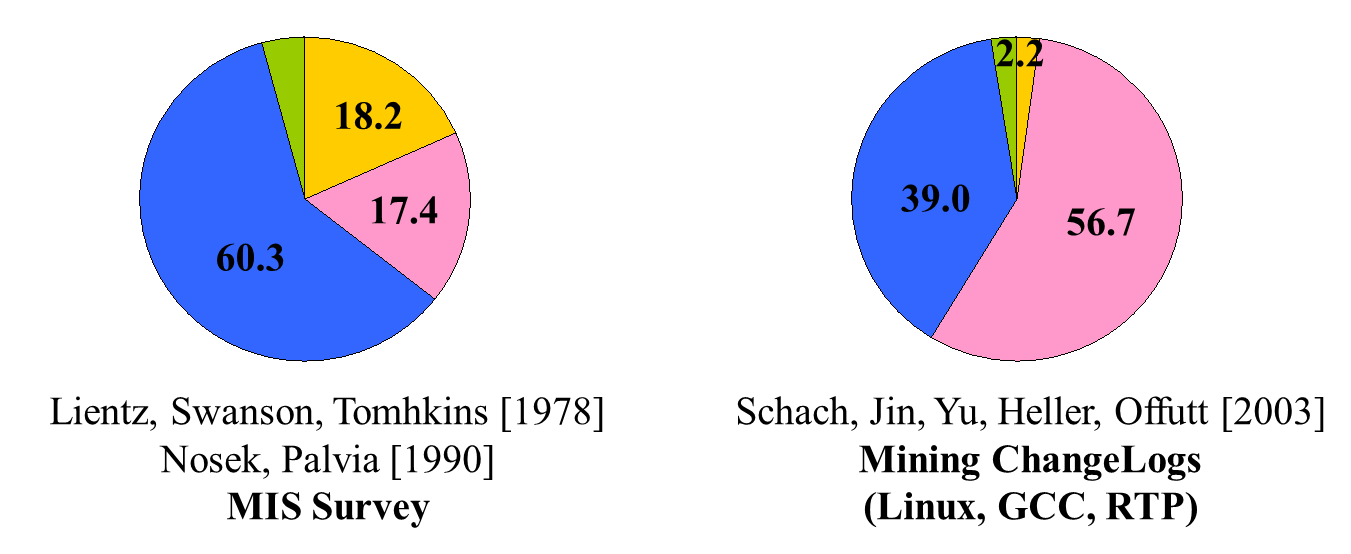 18.2
17.4
60.3
Lientz, Swanson, Tomhkins [1978]
Nosek, Palvia [1990]
MIS Survey
2.2
39.0
56.7
Schach, Jin, Yu, Heller, Offutt [2003]
Mining ChangeLogs
(Linux, GCC, RTP)